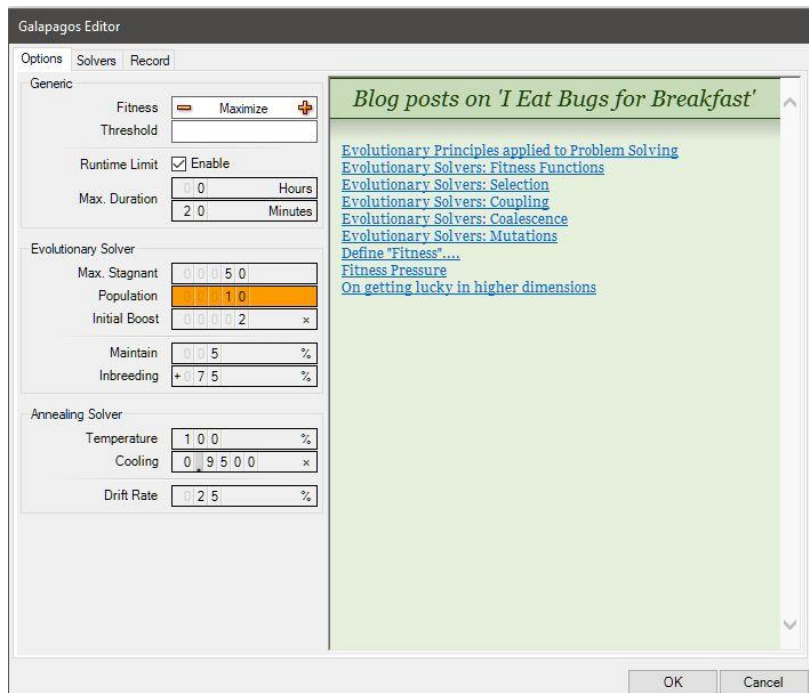 Galapagos Editor
Options Solvers Record
Generic
Fitness Maximize
Threshold
Runtime Limit Enable
Max. Duration 0 0 Hours
2 0 Minutes
Evolutionary Solver
Max. Stagnant 0 0 0 5 0
Population 0 0 0 1 0
Initial Boost 0 0 0 0 2 ×
Maintain 0 0 5 %
Inbreeding + 0 7 5 %
Annealing Solver
Temperature 1 0 0 %
Cooling 0 . 9 5 0 0 ×
Drift Rate 0 2 5 %
Blog posts on 'I Eat Bugs for Breakfast'
Evolutionary Principles applied to Problem Solving
Evolutionary Solvers: Fitness Functions
Evolutionary Solvers: Selection
Evolutionary Solvers: Coupling
Evolutionary Solvers: Coalescence
Evolutionary Solvers: Mutations
Define "Fitness"....
Fitness Pressure
On getting lucky in higher dimensions
OK Cancel